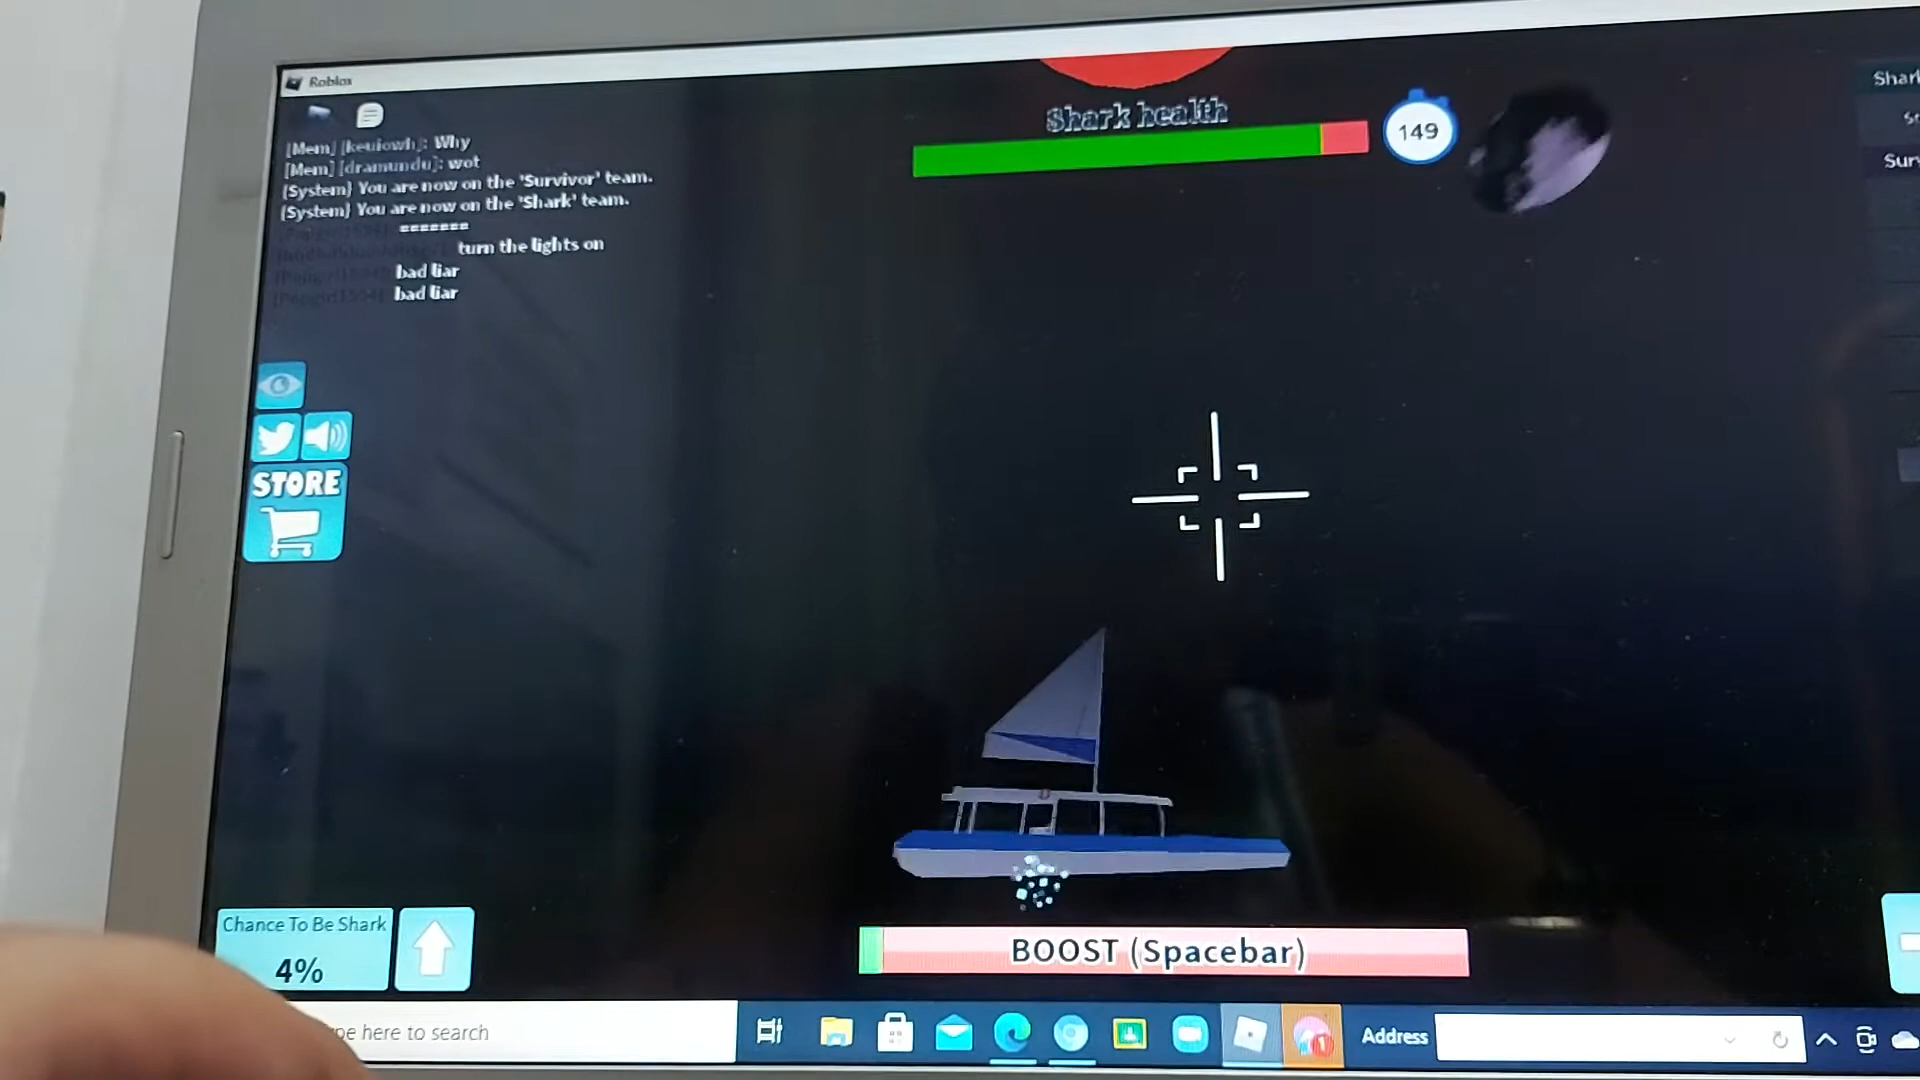 Roblox
[Mem] [keuiowh]: Why
[Mem] [dramundu]: wot
{System} You are now on the 'Survivor' team.
{System} You are now on the 'Shark' team.
=======
turn the lights on
bad liar
bad liar
Shark health
149
Shark
STORE
Chance To Be Shark
4%
BOOST (Spacebar)
here to search
Address